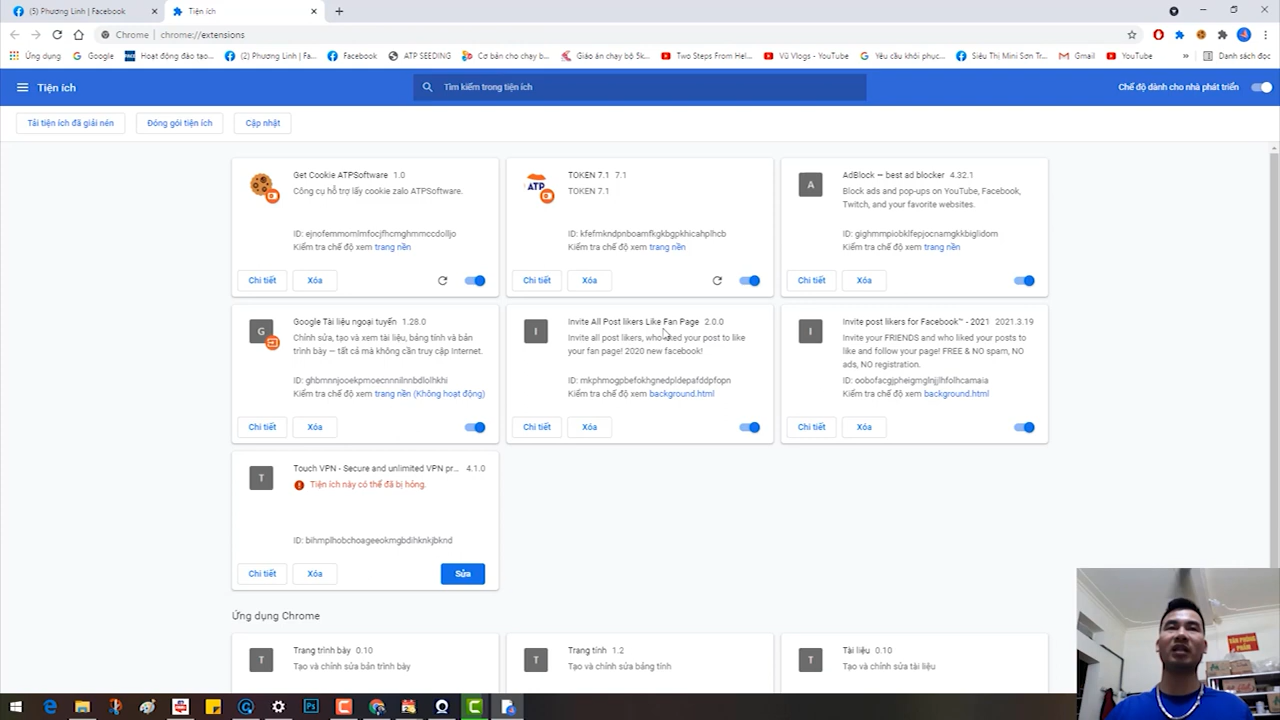 (5) Phương Linh | Facebook
Tiện ích
Chrome | chrome://extensions
Ứng dụng
Google
Hoạt động đào tạo...
(2) Phương Linh | Fa...
Facebook
ATP SEEDING
Cơ bản cho chạy b...
Giáo án chạy bộ 5k...
Two Steps From Hel...
Vũ Vlogs - YouTube
Yêu cầu khôi phục...
Siêu Thị Mini Sơn Tr...
Gmail
YouTube
Danh sách đọc
Tiện ích
Tìm kiếm trong tiện ích
Chế độ dành cho nhà phát triển
Tải tiện ích đã giải nén
Đóng gói tiện ích
Cập nhật
Get Cookie ATPSoftware 1.0
Công cụ hỗ trợ lấy cookie zalo ATPSoftware.
ID: ejnofemmomlmfocjfhcmghmmccdolljo
Kiểm tra chế độ xem trang nền
Chi tiết
Xóa
ATP
TOKEN 7.1 7.1
TOKEN 7.1
ID: kfefmkndpnboamfkgkbgpkhicahplhcb
Kiểm tra chế độ xem trang nền
Chi tiết
Xóa
A
AdBlock — best ad blocker 4.32.1
Block ads and pop-ups on YouTube, Facebook,
Twitch, and your favorite websites.
ID: gighmmpiobklfepjocnamgkkbiglidom
Kiểm tra chế độ xem trang nền
Chi tiết
Xóa
G
Google Tài liệu ngoại tuyến 1.28.0
Chỉnh sửa, tạo và xem tài liệu, bảng tính và bản
trình bày — tất cả mà không cần truy cập Internet.
ID: ghbmnnjooekpmoecnnnilnnbdlolhkhi
Kiểm tra chế độ xem trang nền (Không hoạt động)
Chi tiết
Xóa
I
Invite All Post likers Like Fan Page 2.0.0
Invite all post likers, who liked your post to like
your fan page! 2020 new facebook!
ID: mkphmogpbefokhgnedpldepafddpfopn
Kiểm tra chế độ xem background.html
Chi tiết
Xóa
I
Invite post likers for Facebook™ - 2021 2021.3.19
Invite your FRIENDS and who liked your posts to
like and follow your page! FREE & NO spam, NO
ads, NO registration.
ID: oobofacgjpheigmglnjjlhfolhcamaia
Kiểm tra chế độ xem background.html
Chi tiết
Xóa
T
Touch VPN - Secure and unlimited VPN pr... 4.1.0
Tiện ích này có thể đã bị hỏng.
ID: bihmplhobchoageeokmgbdihknkjbknd
Chi tiết
Xóa
Sửa
Ứng dụng Chrome
T
Trang trình bày 0.10
Tạo và chỉnh sửa bản trình bày
T
Trang tính 1.2
Tạo và chỉnh sửa bảng tính
T
Tài liệu 0.10
Tạo và chỉnh sửa tài liệu
VĂN PHÒNG
PHẨM